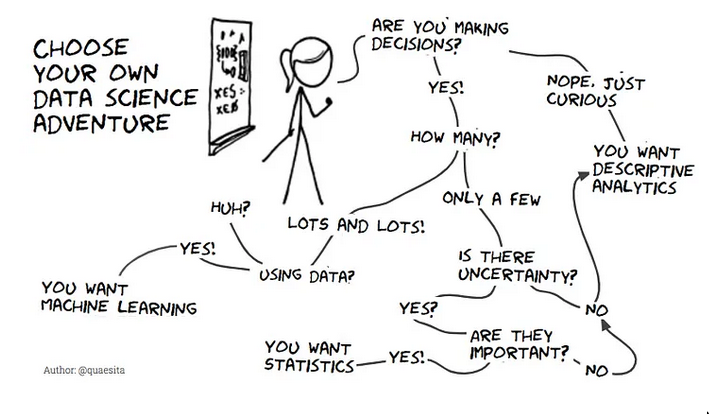 CHOOSE
YOUR OWN
DATA SCIENCE
ADVENTURE
ARE YOU MAKING
DECISIONS?
YES!
NOPE, JUST
CURIOUS
HOW MANY?
YOU WANT
DESCRIPTIVE
ANALYTICS
ONLY A FEW
HUH?
LOTS AND LOTS!
YES!
USING DATA?
IS THERE
UNCERTAINTY?
YOU WANT
MACHINE LEARNING
YES?
NO
ARE THEY
IMPORTANT?
YOU WANT
STATISTICS
YES!
NO
Author: @quaesita